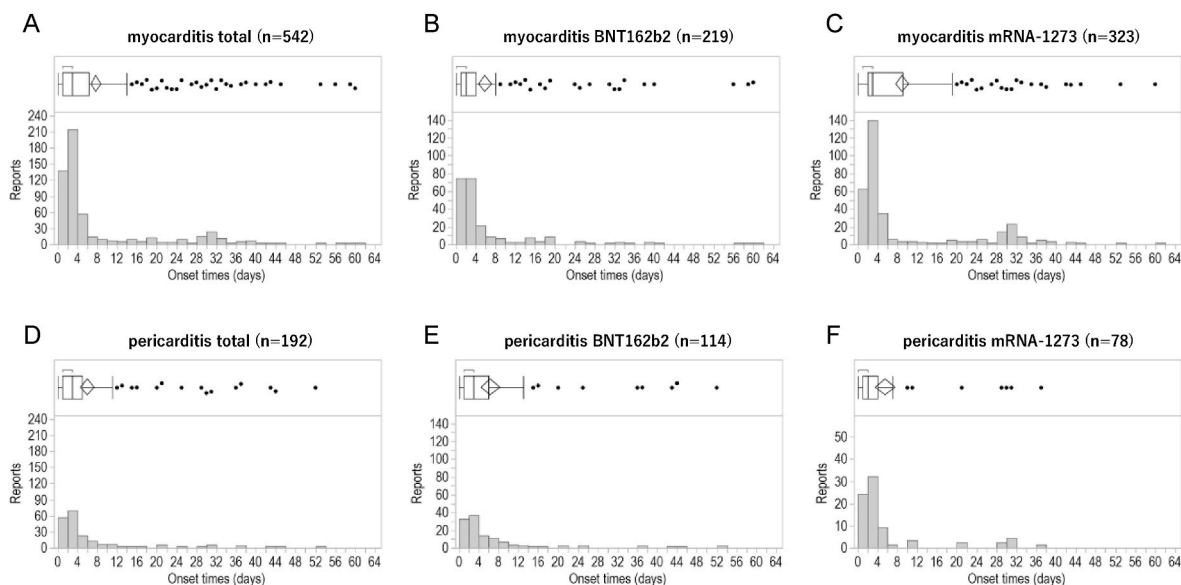 A
myocarditis total (n=542)
240
210
180
150
120
90
60
30
0
Reports
0 4 8 12 16 20 24 28 32 36 40 44 48 52 56 60 64
Onset times (days)
B
myocarditis BNT162b2 (n=219)
140
120
100
80
60
40
20
0
Reports
0 4 8 12 16 20 24 28 32 36 40 44 48 52 56 60 64
Onset times (days)
C
myocarditis mRNA-1273 (n=323)
140
120
100
80
60
40
20
0
Reports
0 4 8 12 16 20 24 28 32 36 40 44 48 52 56 60 64
Onset times (days)
D
pericarditis total (n=192)
240
210
180
150
120
90
60
30
0
Reports
0 4 8 12 16 20 24 28 32 36 40 44 48 52 56 60 64
Onset times (days)
E
pericarditis BNT162b2 (n=114)
140
120
100
80
60
40
20
0
Reports
0 4 8 12 16 20 24 28 32 36 40 44 48 52 56 60 64
Onset times (days)
F
pericarditis mRNA-1273 (n=78)
50
40
30
20
10
0
Reports
0 4 8 12 16 20 24 28 32 36 40 44 48 52 56 60 64
Onset times (days)